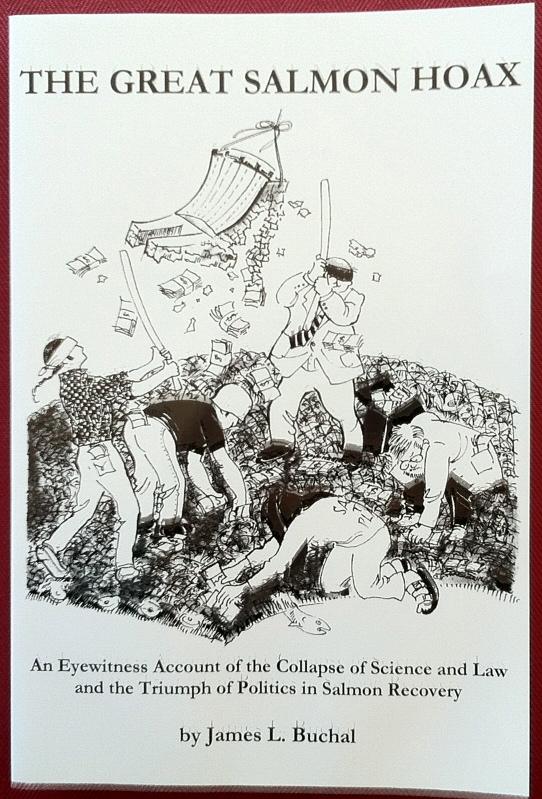 THE GREAT SALMON HOAX
An Eyewitness Account of the Collapse of Science and Law
and the Triumph of Politics in Salmon Recovery
by James L. Buchal